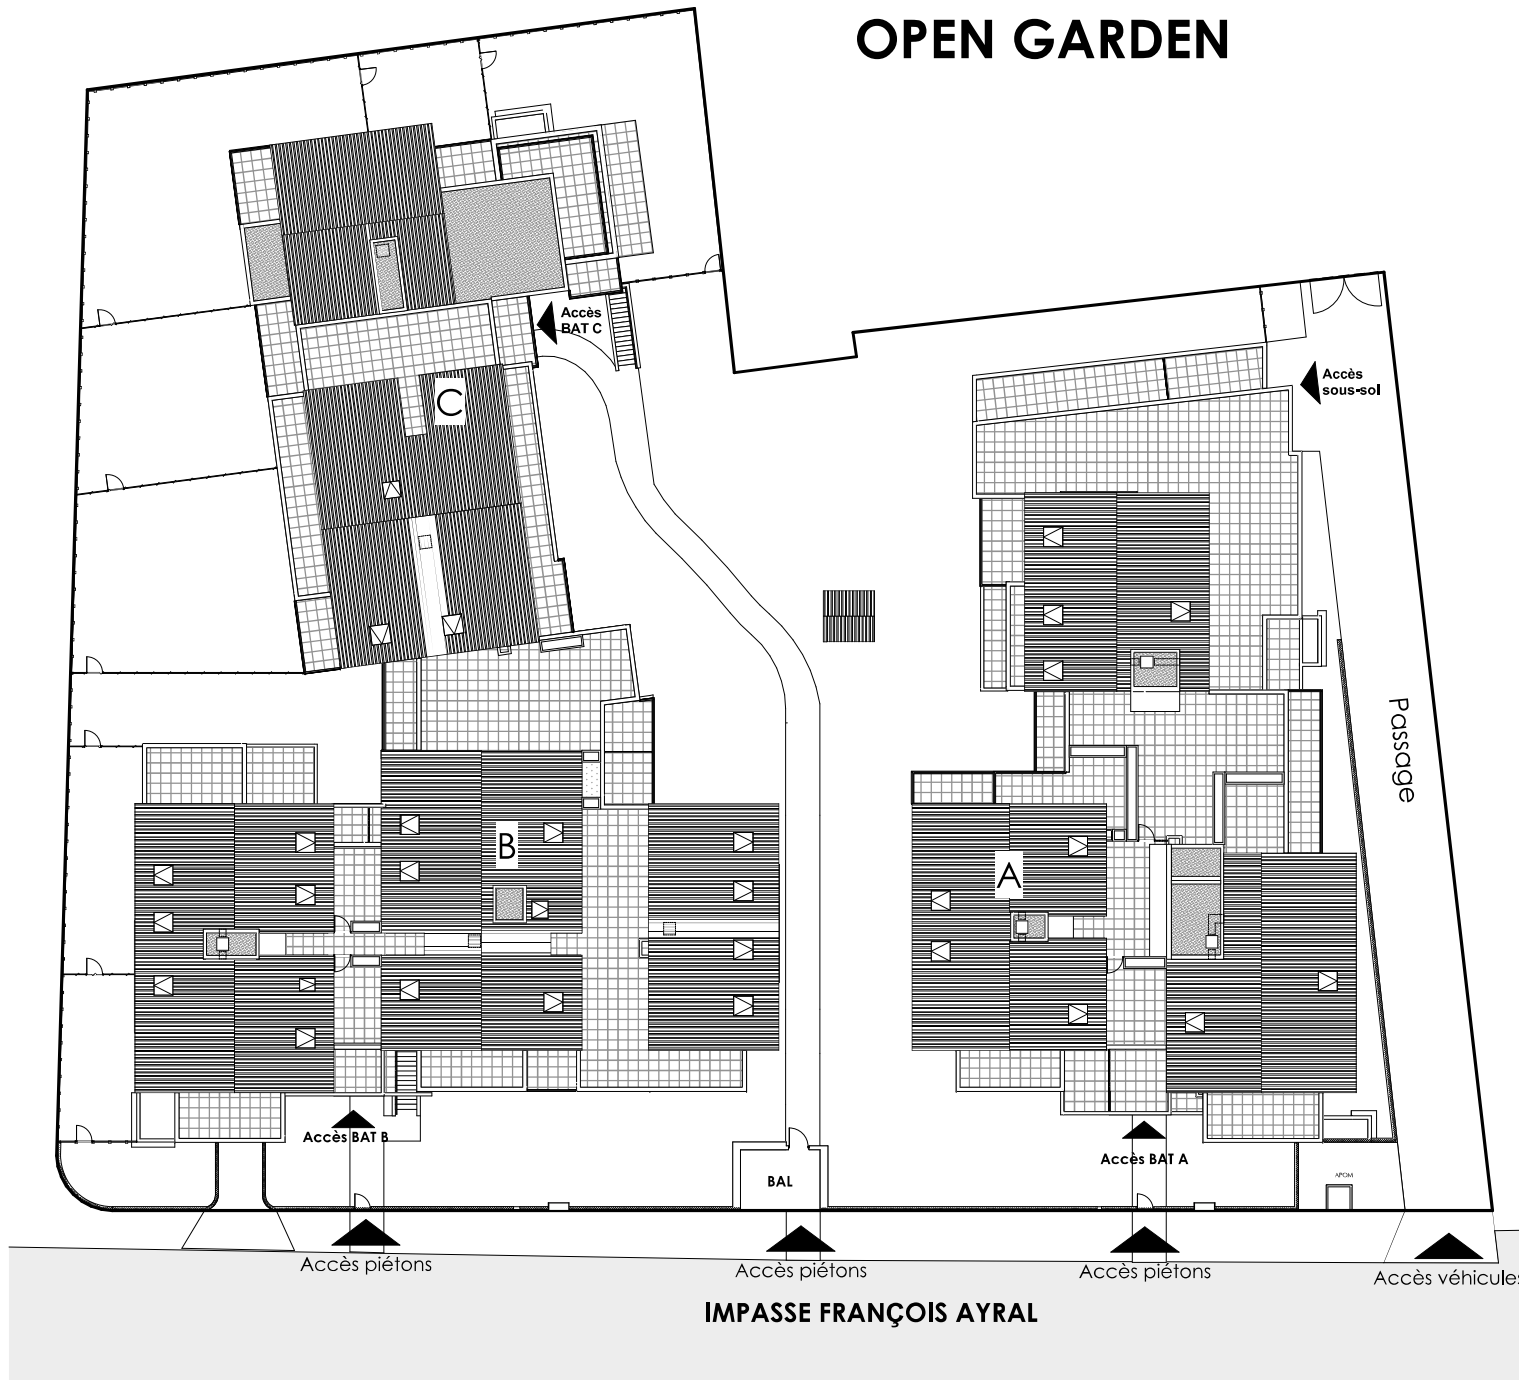 OPEN GARDEN
Accès
BAT C
Accès
sous-sol
C
Passage
B
A
Accès BAT B
Accès BAT A
BAL
APOM
Accès piétons
Accès piétons
Accès piétons
Accès véhicules
IMPASSE FRANÇOIS AYRAL